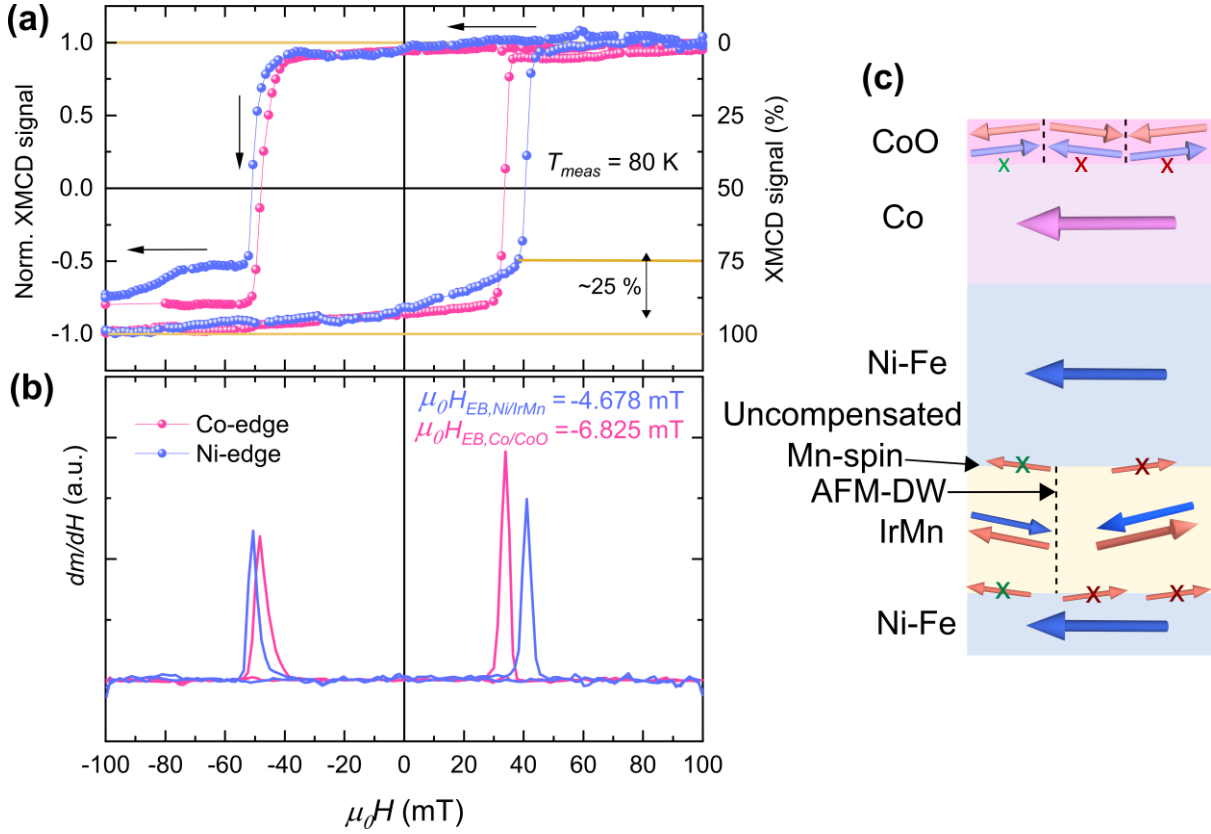 (a)
1.0
0.5
0.0
-0.5
-1.0
Norm. XMCD signal
0
25
50
75
100
XMCD signal (%)
T_meas = 80 K
~25 %
(b)
Co-edge
Ni-edge
μ₀H_EB,Ni/IrMn = -4.678 mT
μ₀H_EB,Co/CoO = -6.825 mT
dm/dH (a.u.)
-100 -80 -60 -40 -20 0 20 40 60 80 100
μ₀H (mT)
(c)
CoO
x x x
Co
Ni-Fe
Uncompensated
Mn-spin
x x
AFM-DW
IrMn
x x x
Ni-Fe